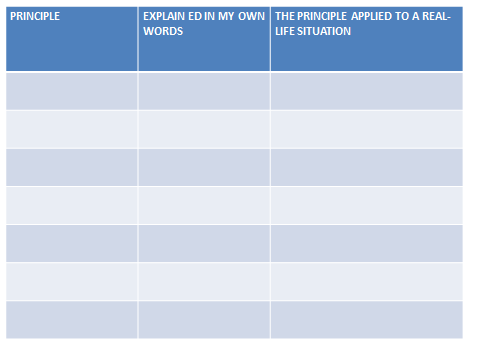 PRINCIPLE
EXPLAIN ED IN MY OWN
WORDS
THE PRINCIPLE APPLIED TO A REAL-
LIFE SITUATION